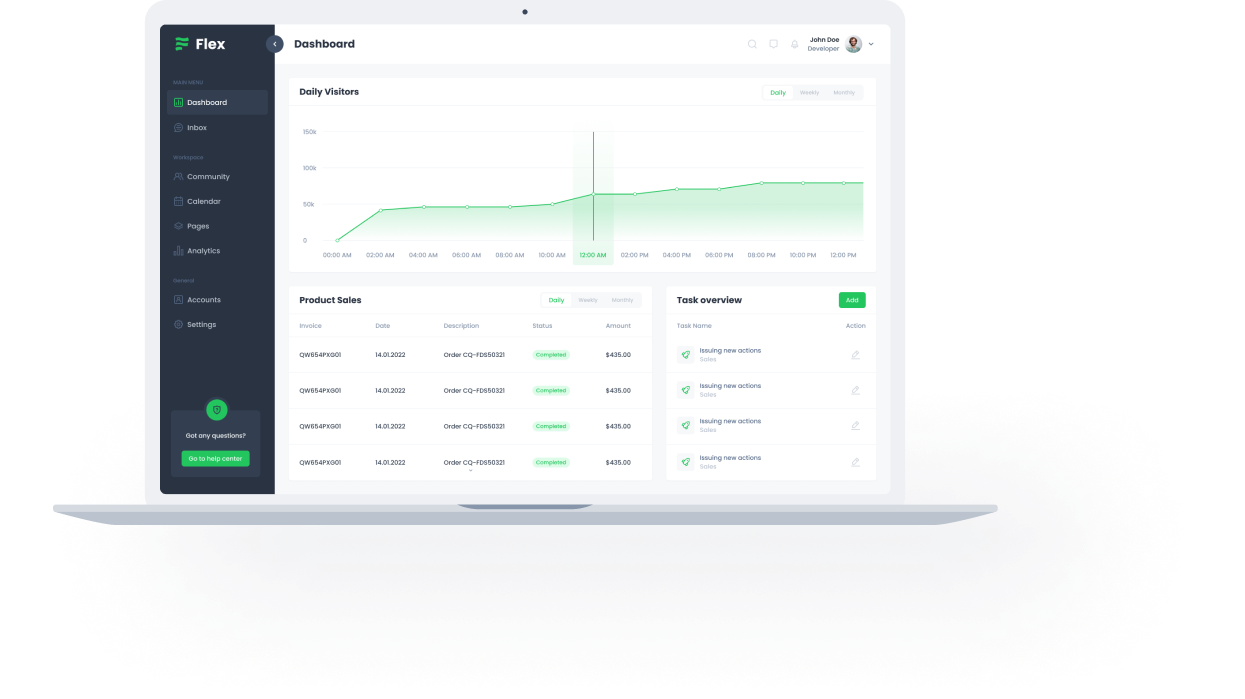 Flex
MAIN MENU
Dashboard
Inbox
Workspace
Community
Calendar
Pages
Analytics
General
Accounts
Settings
Got any questions?
Go to help center
Dashboard
John Doe
Developer
Daily Visitors
Daily Weekly Monthly
150k
100k
50k
0
00:00 AM 02:00 AM 04:00 AM 06:00 AM 08:00 AM 10:00 AM 12:00 AM 02:00 PM 04:00 PM 06:00 PM 08:00 PM 10:00 PM 12:00 PM
Product Sales
Daily Weekly Monthly
Invoice Date Description Status Amount
QW654PXG01 14.01.2022 Order CQ-FDS50321 Completed $435.00
QW654PXG01 14.01.2022 Order CQ-FDS50321 Completed $435.00
QW654PXG01 14.01.2022 Order CQ-FDS50321 Completed $435.00
QW654PXG01 14.01.2022 Order CQ-FDS50321 Completed $435.00
Task overview
Add
Task Name Action
Issuing new actions
Sales
Issuing new actions
Sales
Issuing new actions
Sales
Issuing new actions
Sales